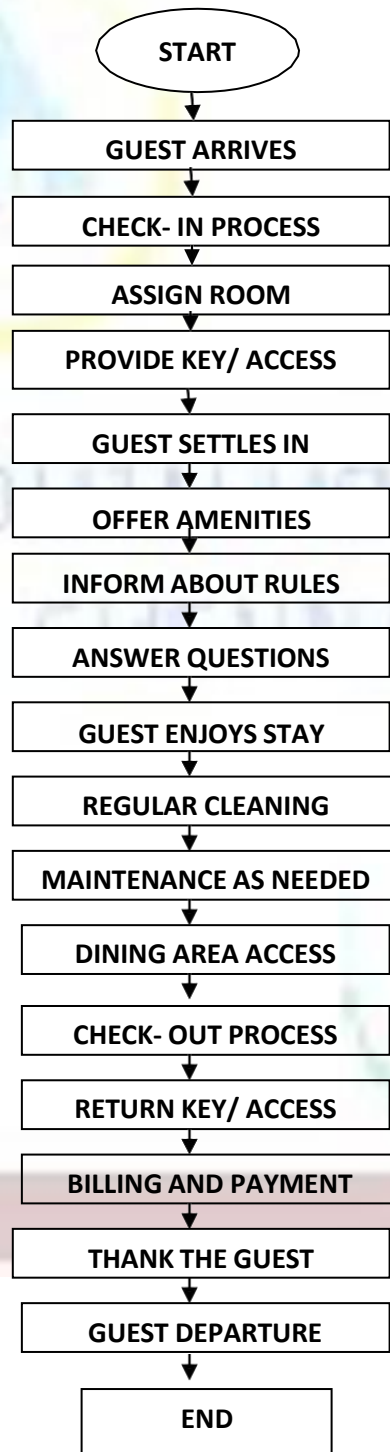 START
GUEST ARRIVES
CHECK- IN PROCESS
ASSIGN ROOM
PROVIDE KEY/ ACCESS
GUEST SETTLES IN
OFFER AMENITIES
INFORM ABOUT RULES
ANSWER QUESTIONS
GUEST ENJOYS STAY
REGULAR CLEANING
MAINTENANCE AS NEEDED
DINING AREA ACCESS
CHECK- OUT PROCESS
RETURN KEY/ ACCESS
BILLING AND PAYMENT
THANK THE GUEST
GUEST DEPARTURE
END